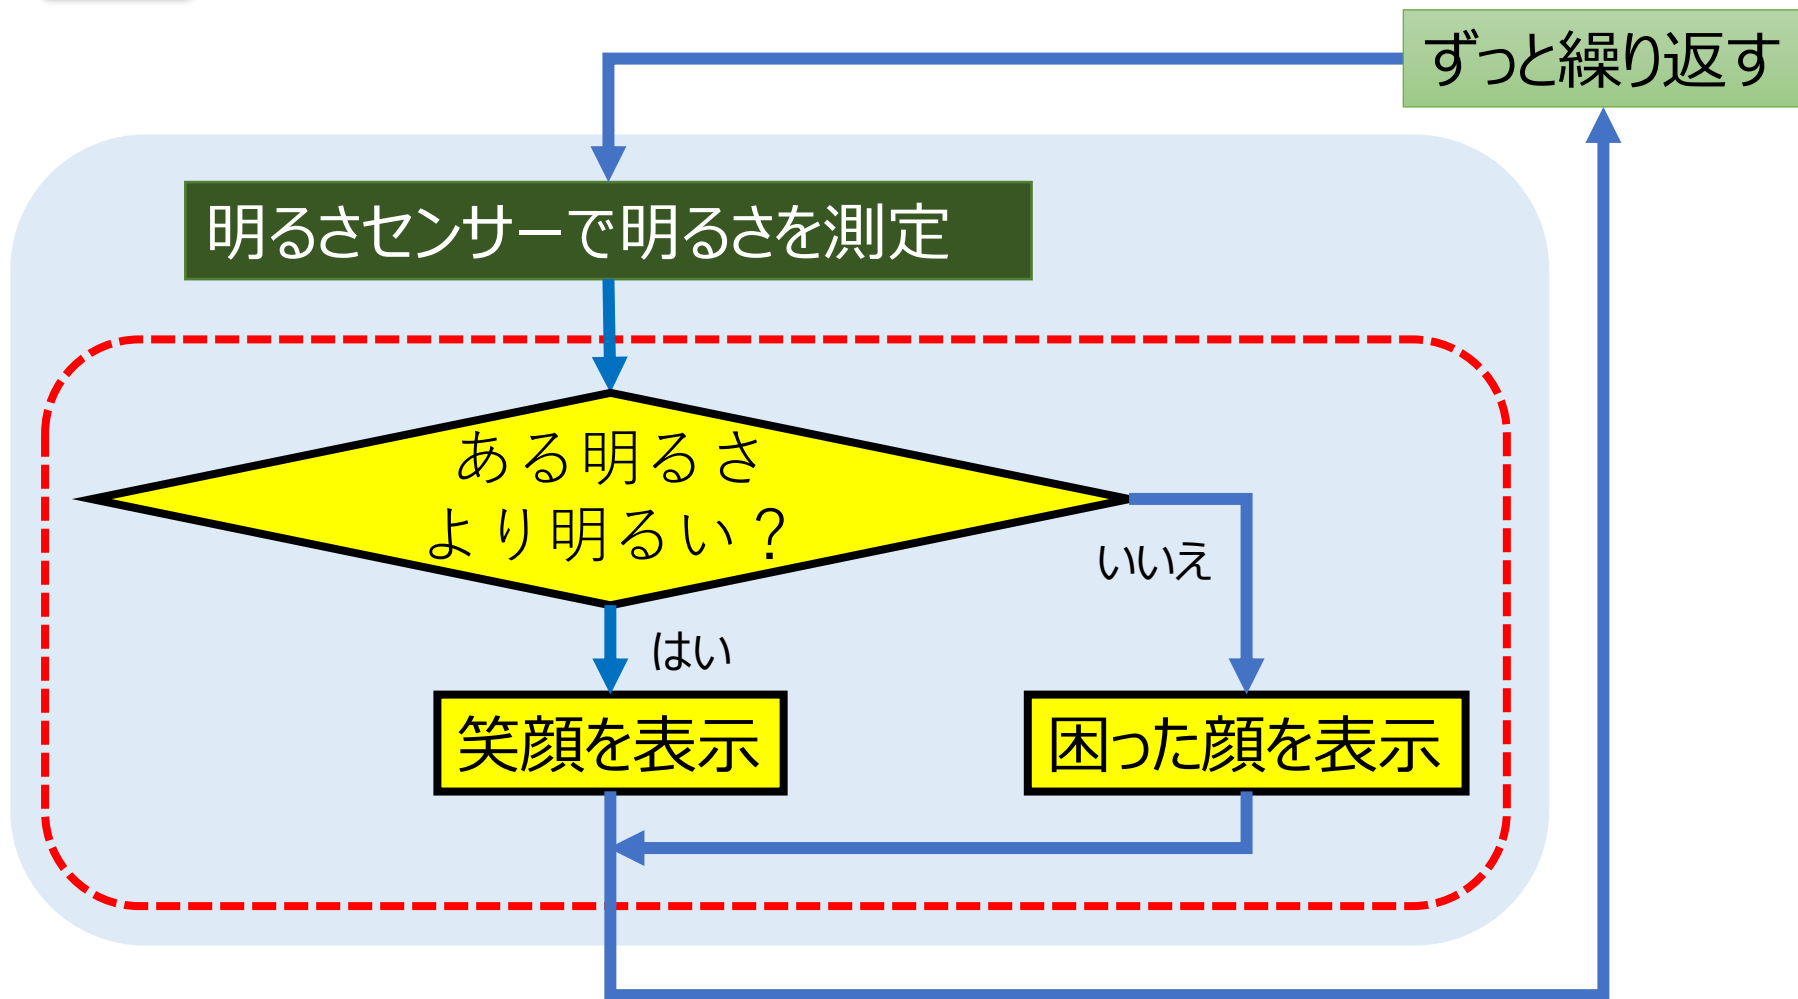 ずっと繰り返す
明るさセンサーで明るさを測定
ある明るさ
より明るい？
いいえ
はい
笑顔を表示
困った顔を表示